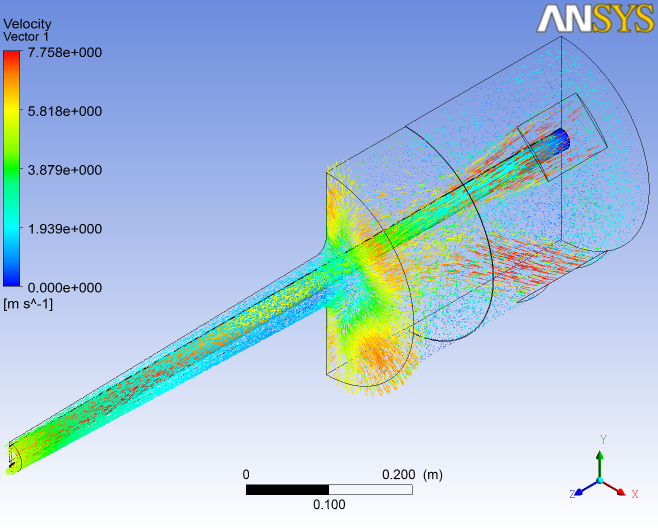 Velocity
Vector 1
ANSYS
7.758e+000
5.818e+000
3.879e+000
1.939e+000
0.000e+000
[m s^-1]
0 0.200 (m)
0.100
Y
Z X